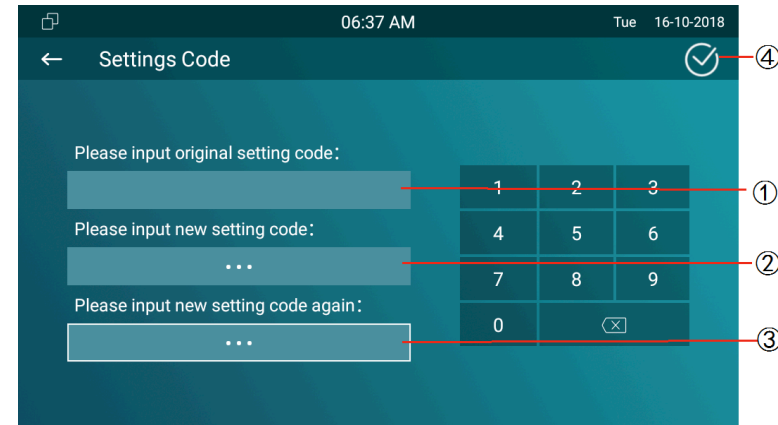 06:37 AM Tue 16-10-2018
← Settings Code ④
Please input original setting code:
1 2 3 ①
Please input new setting code:
4 5 6
••• ②
7 8 9
Please input new setting code again:
0
••• ③